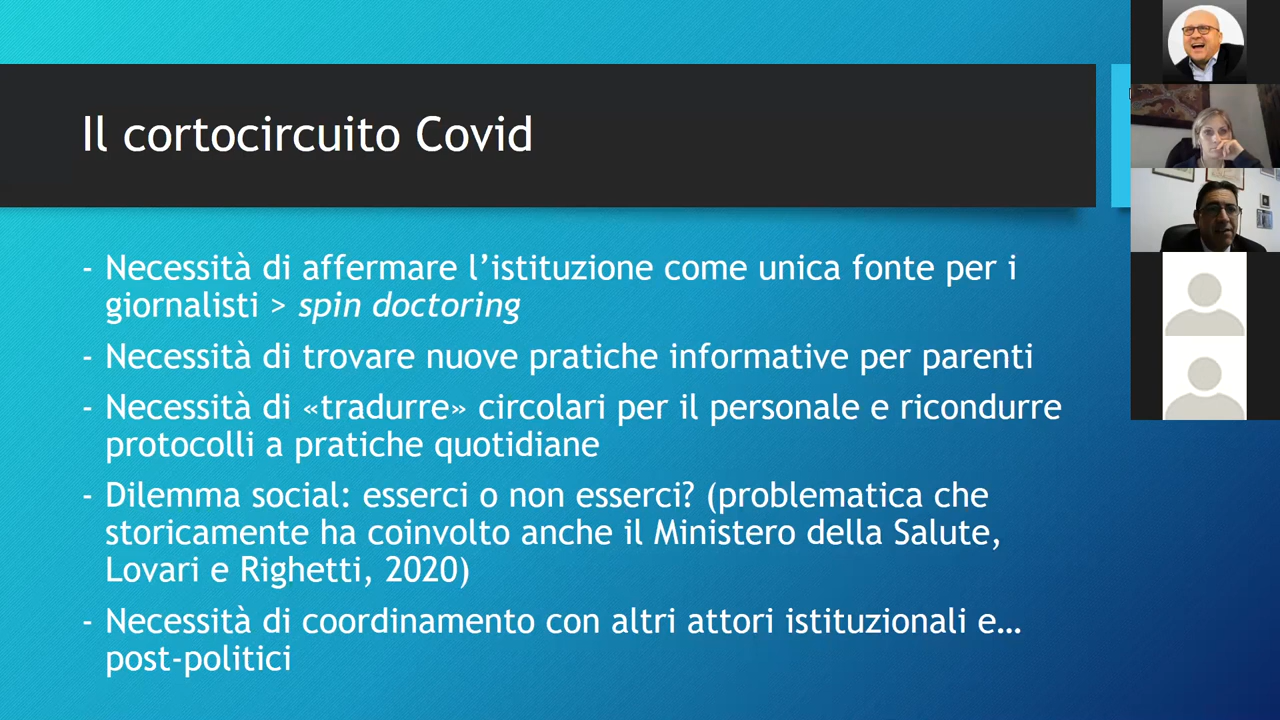 Il cortocircuito Covid
- Necessità di affermare l’istituzione come unica fonte per i
giornalisti > spin doctoring
- Necessità di trovare nuove pratiche informative per parenti
- Necessità di «tradurre» circolari per il personale e ricondurre
protocolli a pratiche quotidiane
- Dilemma social: esserci o non esserci? (problematica che
storicamente ha coinvolto anche il Ministero della Salute,
Lovari e Righetti, 2020)
- Necessità di coordinamento con altri attori istituzionali e…
post-politici